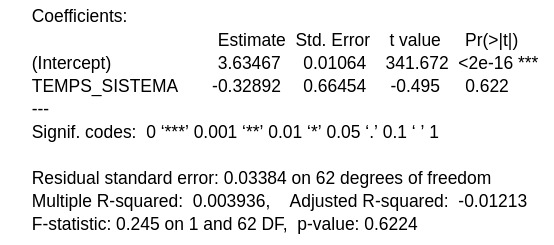 Coefficients:
Estimate Std. Error t value Pr(>|t|)
(Intercept) 3.63467 0.01064 341.672 <2e-16 ***
TEMPS_SISTEMA -0.32892 0.66454 -0.495 0.622
---
Signif. codes: 0 ‘***’ 0.001 ‘**’ 0.01 ‘*’ 0.05 ‘.’ 0.1 ‘ ’ 1
Residual standard error: 0.03384 on 62 degrees of freedom
Multiple R-squared: 0.003936, Adjusted R-squared: -0.01213
F-statistic: 0.245 on 1 and 62 DF, p-value: 0.6224